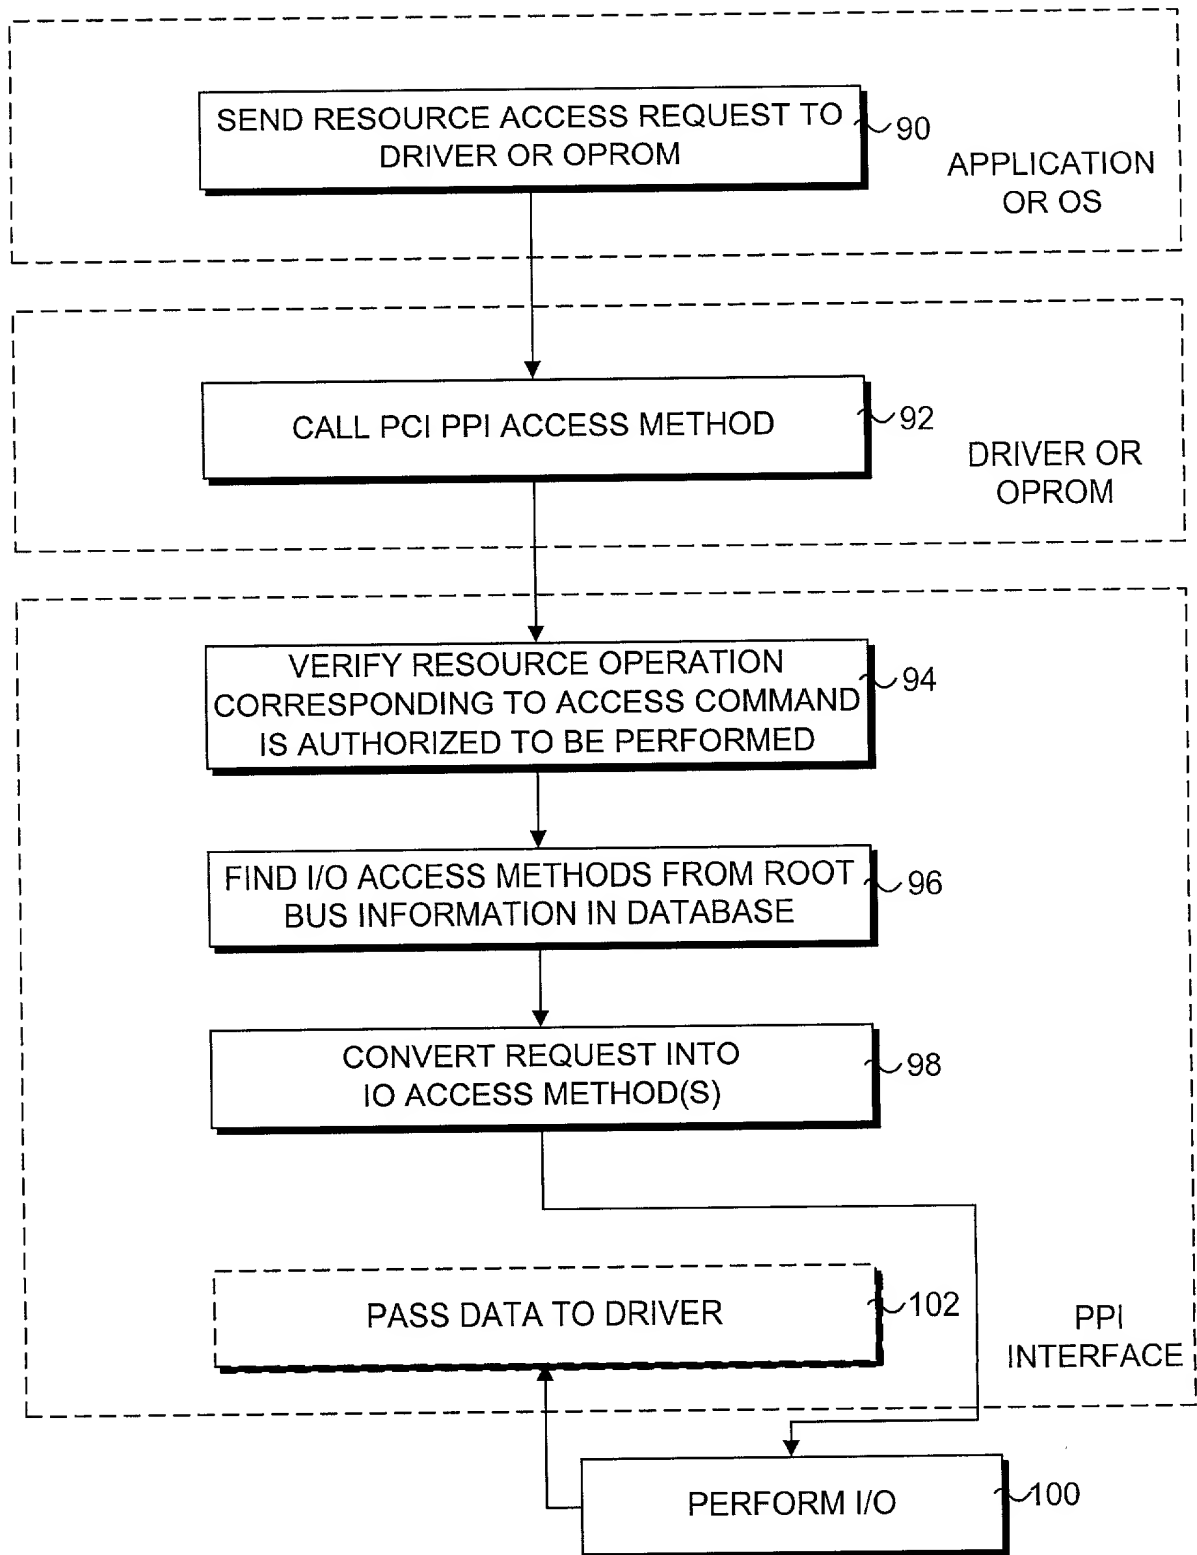 SEND RESOURCE ACCESS REQUEST TO
DRIVER OR OPROM
90
APPLICATION
OR OS
CALL PCI PPI ACCESS METHOD
92
DRIVER OR
OPROM
VERIFY RESOURCE OPERATION
CORRESPONDING TO ACCESS COMMAND
IS AUTHORIZED TO BE PERFORMED
94
FIND I/O ACCESS METHODS FROM ROOT
BUS INFORMATION IN DATABASE
96
CONVERT REQUEST INTO
IO ACCESS METHOD(S)
98
PASS DATA TO DRIVER
102
PPI
INTERFACE
PERFORM I/O
100